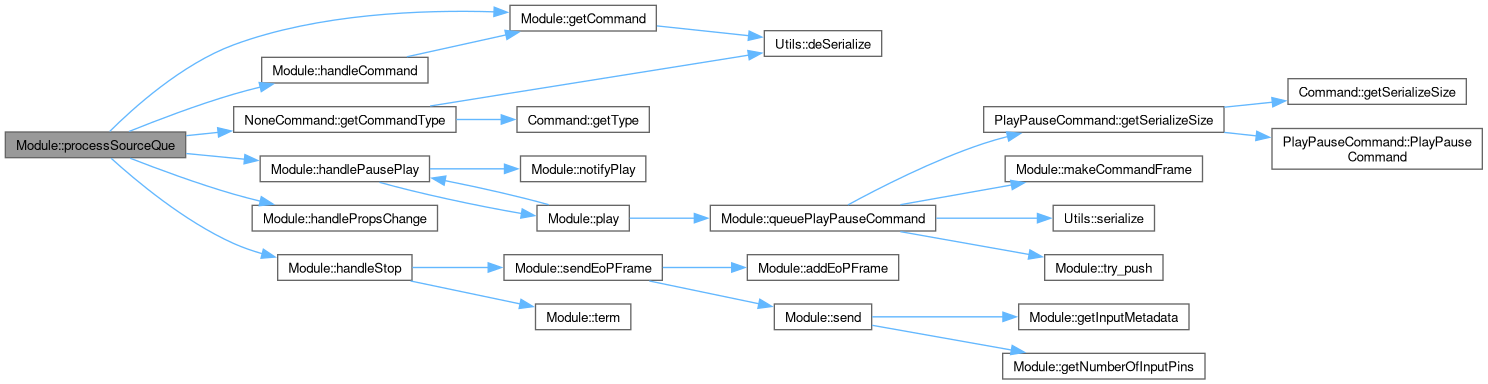 Module::processSourceQue
Module::getCommand
Module::handleCommand
NoneCommand::getCommandType
Module::handlePausePlay
Module::handlePropsChange
Module::handleStop
Utils::deSerialize
Command::getType
Module::notifyPlay
Module::play
Module::sendEoPFrame
Module::term
Module::queuePlayPauseCommand
Module::addEoPFrame
Module::send
PlayPauseCommand::getSerializeSize
Module::makeCommandFrame
Utils::serialize
Module::try_push
Module::getInputMetadata
Module::getNumberOfInputPins
Command::getSerializeSize
PlayPauseCommand::PlayPause
Command